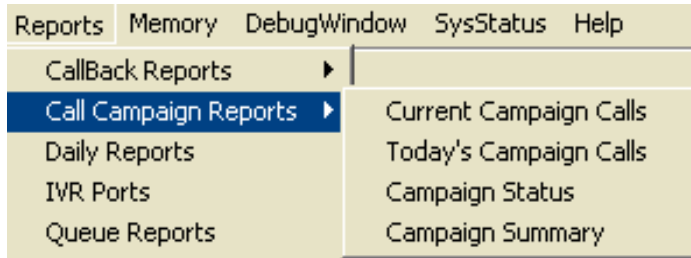 Reports Memory DebugWindow SysStatus Help
CallBack Reports
Call Campaign Reports
Daily Reports
IVR Ports
Queue Reports
Current Campaign Calls
Today's Campaign Calls
Campaign Status
Campaign Summary